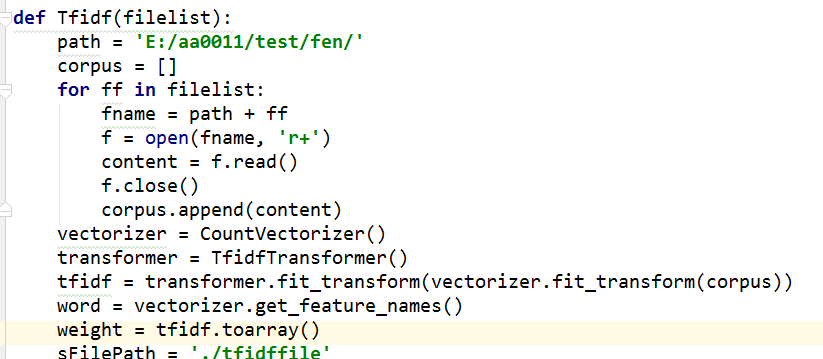 def Tfidf(filelist):
    path = 'E:/aa0011/test/fen/'
    corpus = []
    for ff in filelist:
        fname = path + ff
        f = open(fname, 'r+')
        content = f.read()
        f.close()
        corpus.append(content)
    vectorizer = CountVectorizer()
    transformer = TfidfTransformer()
    tfidf = transformer.fit_transform(vectorizer.fit_transform(corpus))
    word = vectorizer.get_feature_names()
    weight = tfidf.toarray()
    sFilePath = './tfidffile'